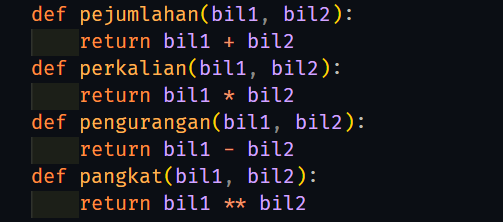 def pejumlahan(bil1, bil2):
    return bil1 + bil2
def perkalian(bil1, bil2):
    return bil1 * bil2
def pengurangan(bil1, bil2):
    return bil1 - bil2
def pangkat(bil1, bil2):
    return bil1 ** bil2